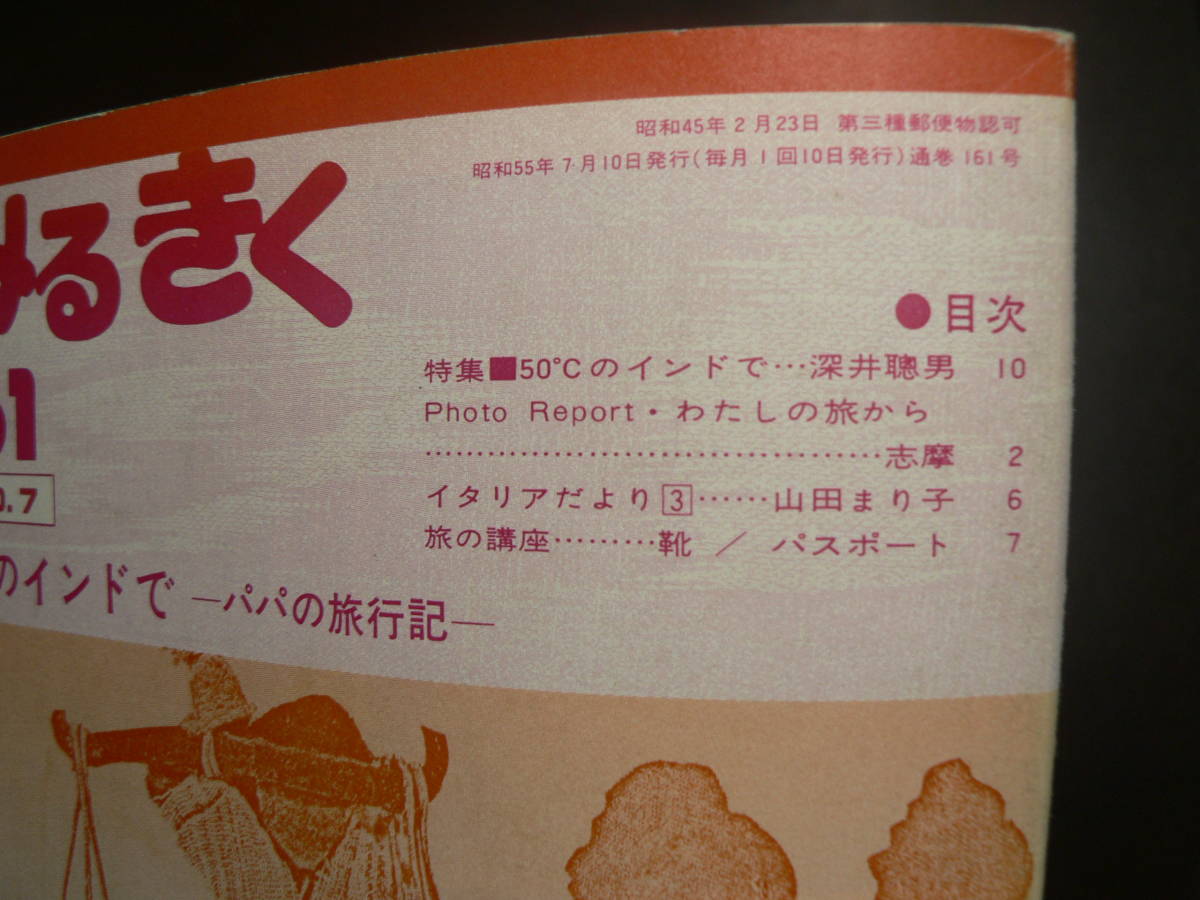 昭和45年2月23日 第三種郵便物認可
昭和55年7月10日発行(毎月1回10日発行)通巻161号
みるきく
61
●目次
特集■50℃のインドで…深井聰男 10
Photo Report・わたしの旅から
……………………………………志摩 2
イタリアだより3……山田まり子 6
旅の講座………靴 / パスポート 7
0.7
のインドで —パパの旅行記—